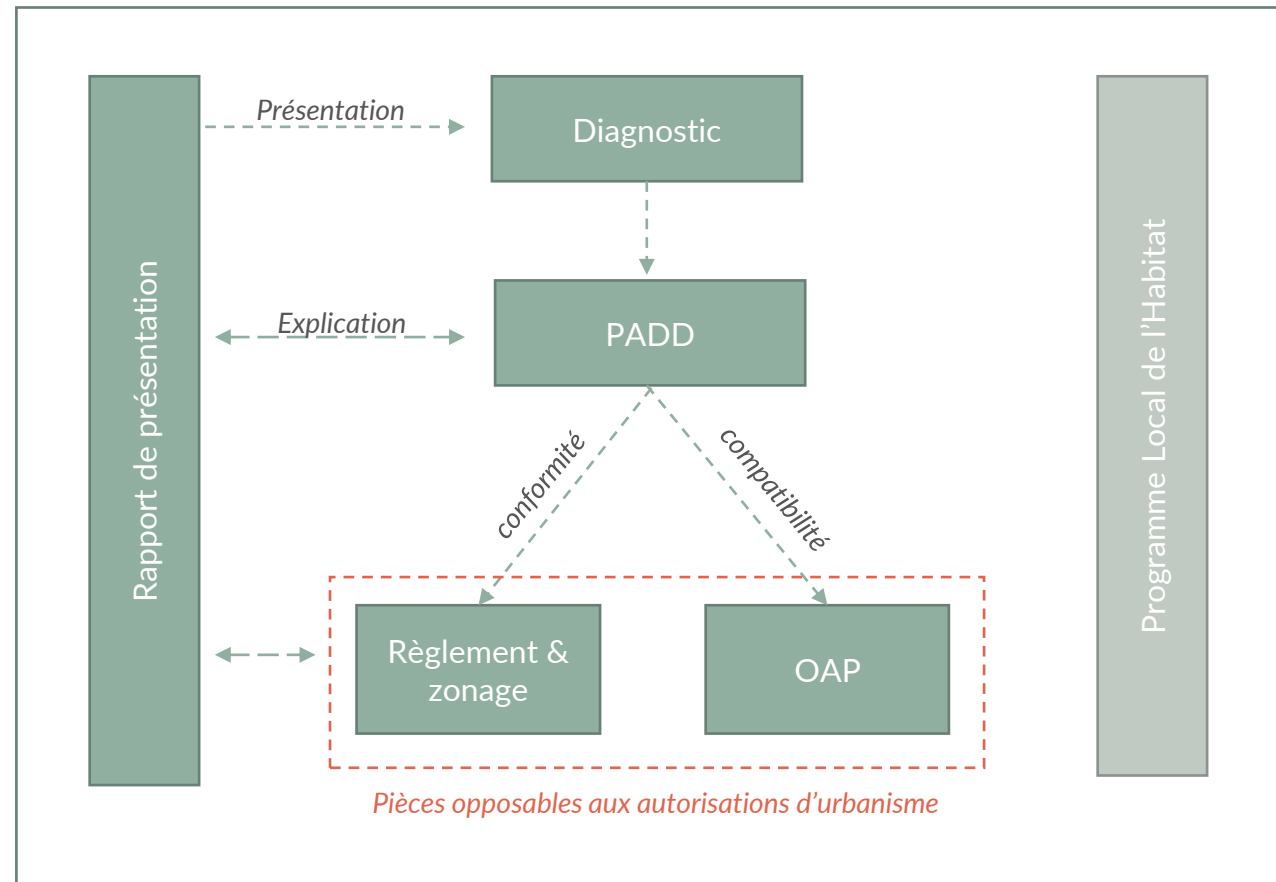 Présentation
Diagnostic
Rapport de présentation
Explication
PADD
Programme Local de l’Habitat
conformité
compatibilité
Règlement &
zonage
OAP
Pièces opposables aux autorisations d’urbanisme